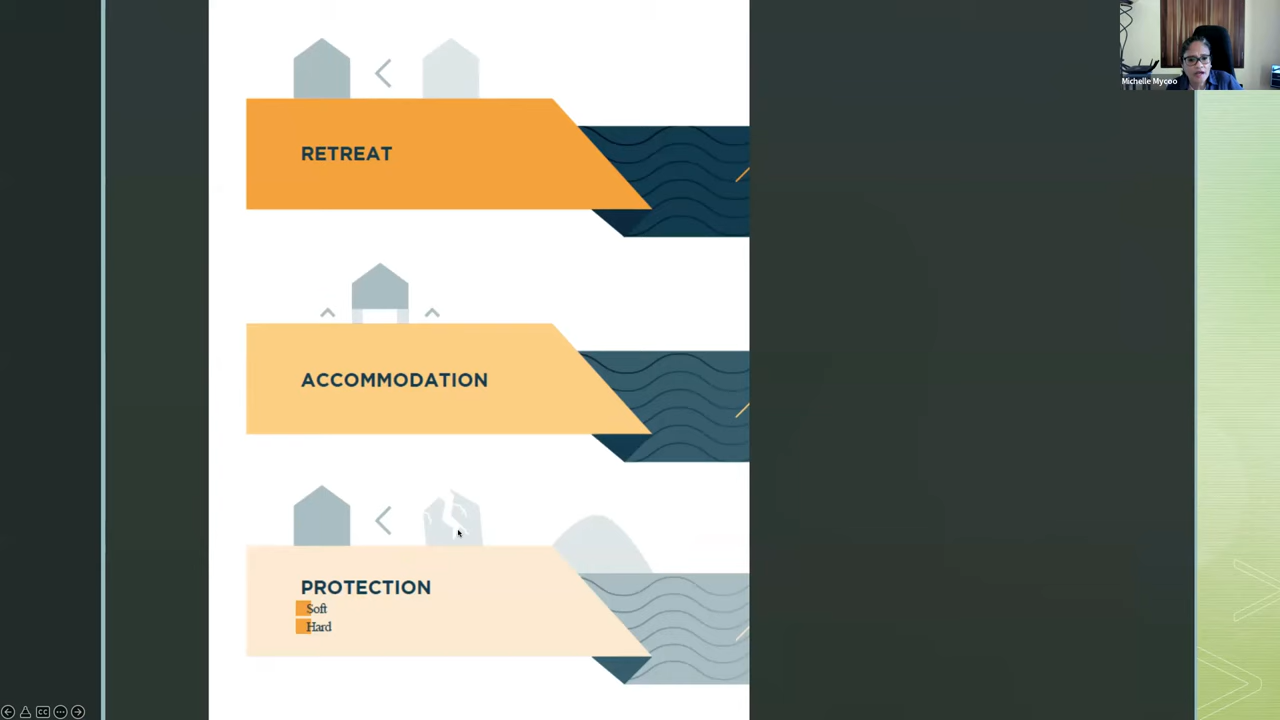 Michelle Mycoo
RETREAT
ACCOMMODATION
PROTECTION
Soft
Hard